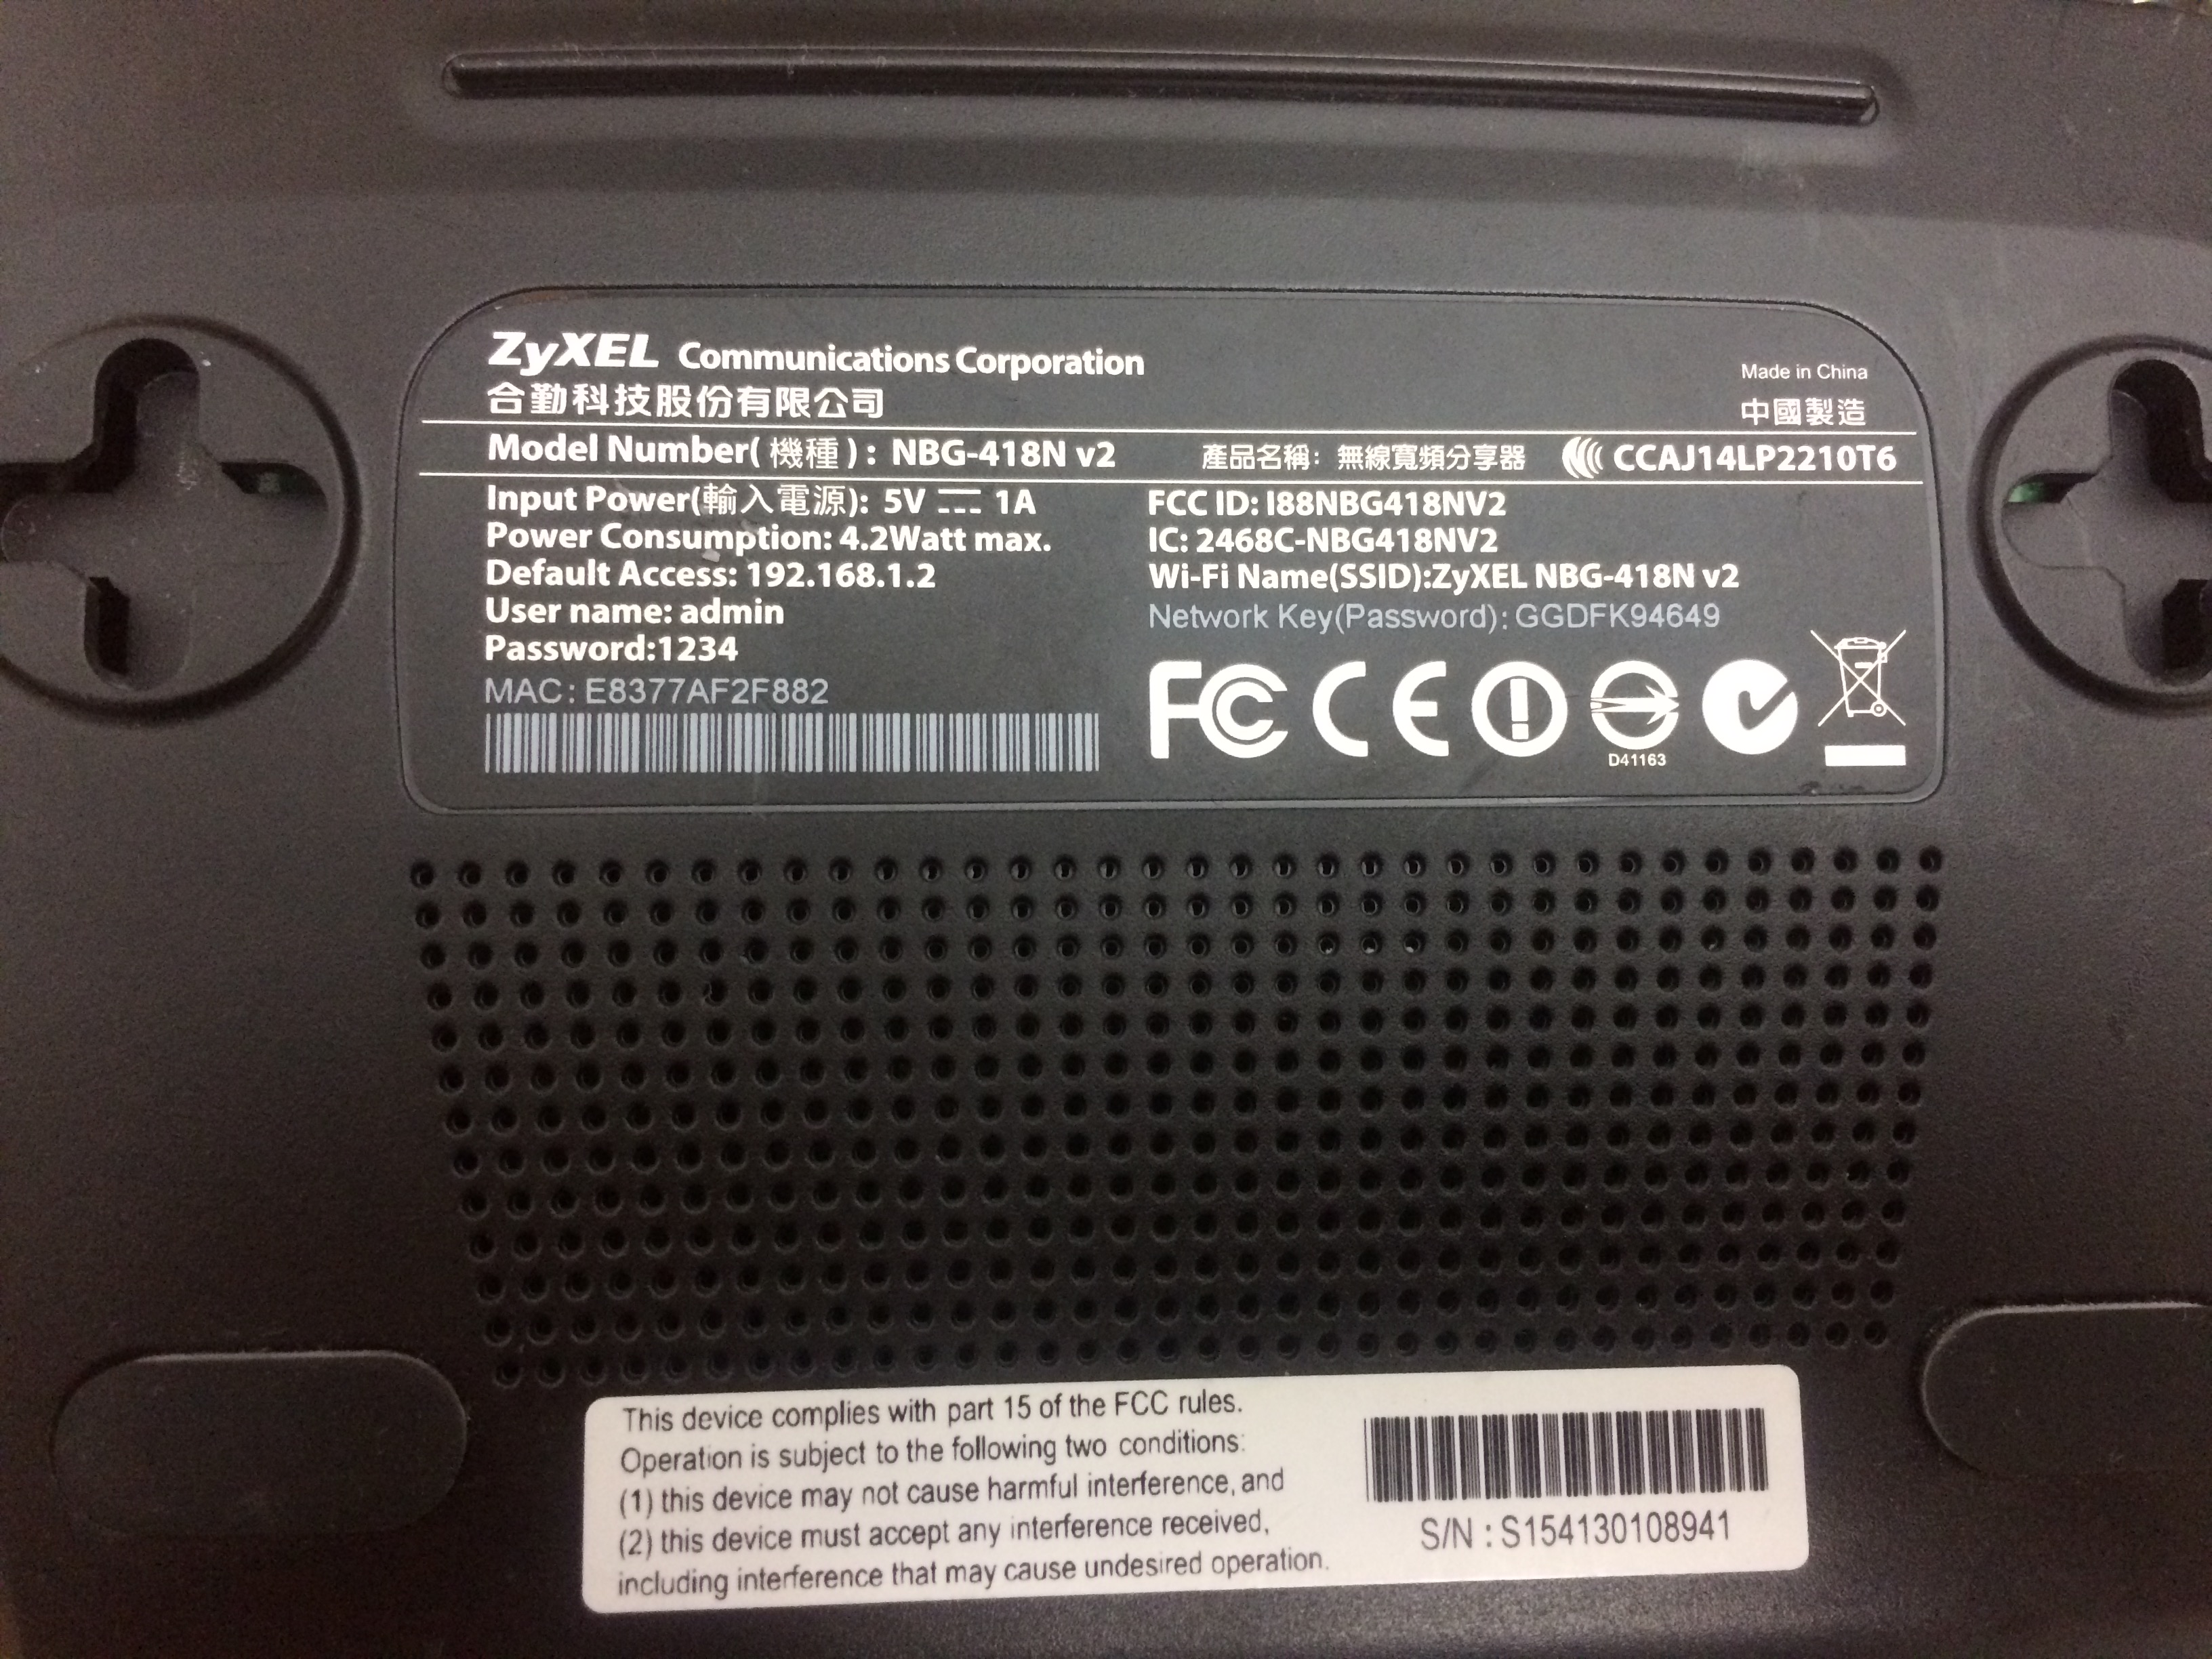 ZyXEL Communications Corporation
合勤科技股份有限公司
Made in China
中國製造
Model Number(機種): NBG-418N v2 產品名稱: 無線寬頻分享器 CCAJ14LP2210T6
Input Power(輸入電源): 5V ⎓ 1A
Power Consumption: 4.2Watt max.
Default Access: 192.168.1.2
User name: admin
Password:1234
MAC: E8377AF2F882
FCC ID: I88NBG418NV2
IC: 2468C-NBG418NV2
Wi-Fi Name(SSID):ZyXEL NBG-418N v2
Network Key(Password): GGDFK94649
FC CE
D41163
This device complies with part 15 of the FCC rules.
Operation is subject to the following two conditions:
(1) this device may not cause harmful interference, and
(2) this device must accept any interference received,
including interference that may cause undesired operation.
S/N : S154130108941